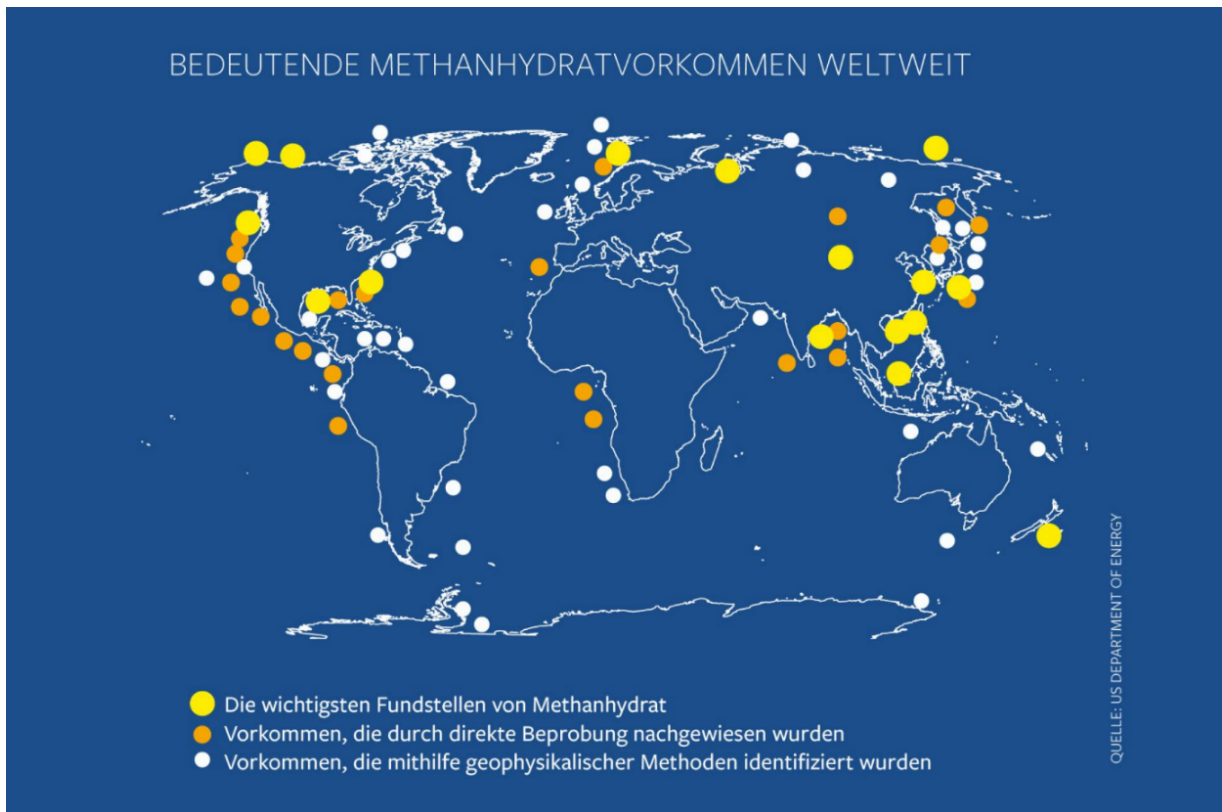 BEDEUTENDE METHANHYDRATVORKOMMEN WELTWEIT
Die wichtigsten Fundstellen von Methanhydrat
Vorkommen, die durch direkte Beprobung nachgewiesen wurden
Vorkommen, die mithilfe geophysikalischer Methoden identifiziert wurden
QUELLE: US DEPARTMENT OF ENERGY